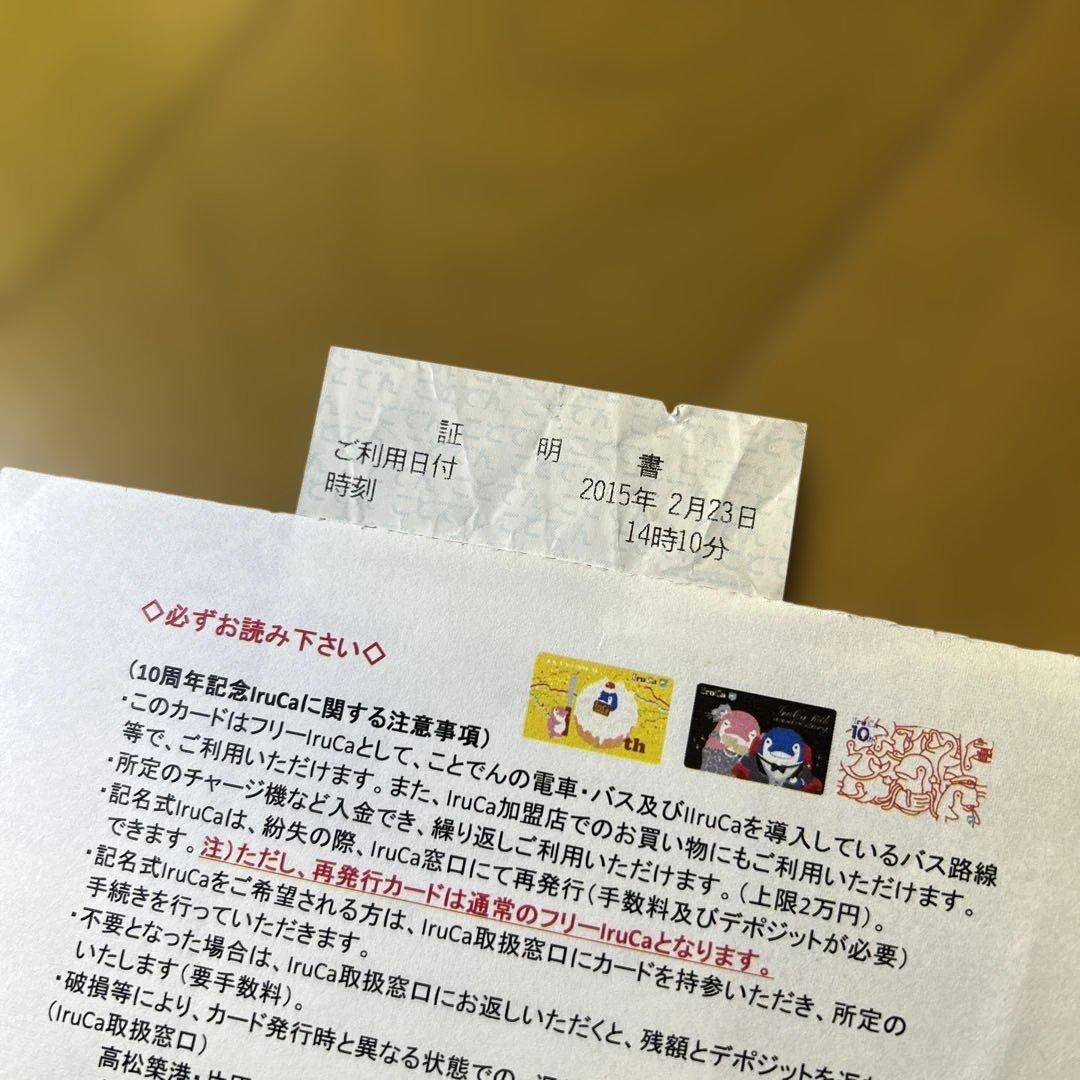 証 明 書
ご利用日付 2015年 2月23日
時刻 14時10分
◇必ずお読み下さい◇
(10周年記念IruCaに関する注意事項)
・このカードはフリーIruCaとして、ことでんの電車・バス及びIIruCaを導入しているバス路線
等で、ご利用いただけます。また、IruCa加盟店でのお買い物にもご利用いただけます。
・所定のチャージ機など入金でき、繰り返しご利用いただけます。(上限2万円)。
・記名式IruCaは、紛失の際、IruCa窓口にて再発行(手数料及びデポジットが必要)
できます。注)ただし、再発行カードは通常のフリーIruCaとなります。
・記名式IruCaをご希望される方は、IruCa取扱窓口にカードを持参いただき、所定の
手続きを行っていただきます。
・不要となった場合は、IruCa取扱窓口にお返しいただくと、残額とデポジットを返却
いたします(要手数料)。
・破損等により、カード発行時と異なる状態での、
(IruCa取扱窓口)
高松築港・片原
IruCa
th
IruCa
IruCa 10th
anniversary
10th